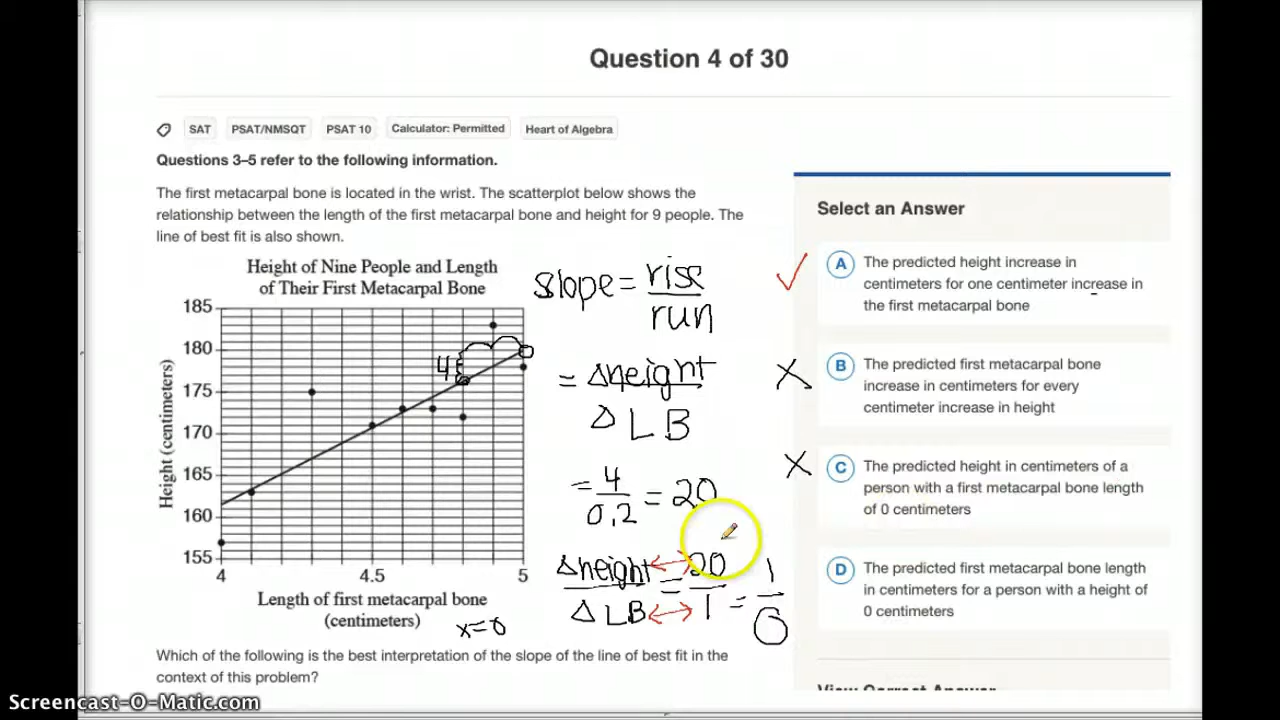 Question 4 of 30
SAT PSAT/NMSQT PSAT 10 Calculator: Permitted Heart of Algebra
Questions 3–5 refer to the following information.
The first metacarpal bone is located in the wrist. The scatterplot below shows the
relationship between the length of the first metacarpal bone and height for 9 people. The
line of best fit is also shown.
Height of Nine People and Length
of Their First Metacarpal Bone
Height (centimeters)
185
180
175
170
165
160
155
4 4.5 5
Length of first metacarpal bone
(centimeters)
x=0
4
Which of the following is the best interpretation of the slope of the line of best fit in the
context of this problem?
slope = rise
run
= Δheight
Δ LB
= 4
0.2
= 20
Δheight
Δ LB
= 20
1
= 1
Select an Answer
A The predicted height increase in
centimeters for one centimeter increase in
the first metacarpal bone
B The predicted first metacarpal bone
increase in centimeters for every
centimeter increase in height
C The predicted height in centimeters of a
person with a first metacarpal bone length
of 0 centimeters
D The predicted first metacarpal bone length
in centimeters for a person with a height of
0 centimeters
View Correct Answer
Screencast-O-Matic.com